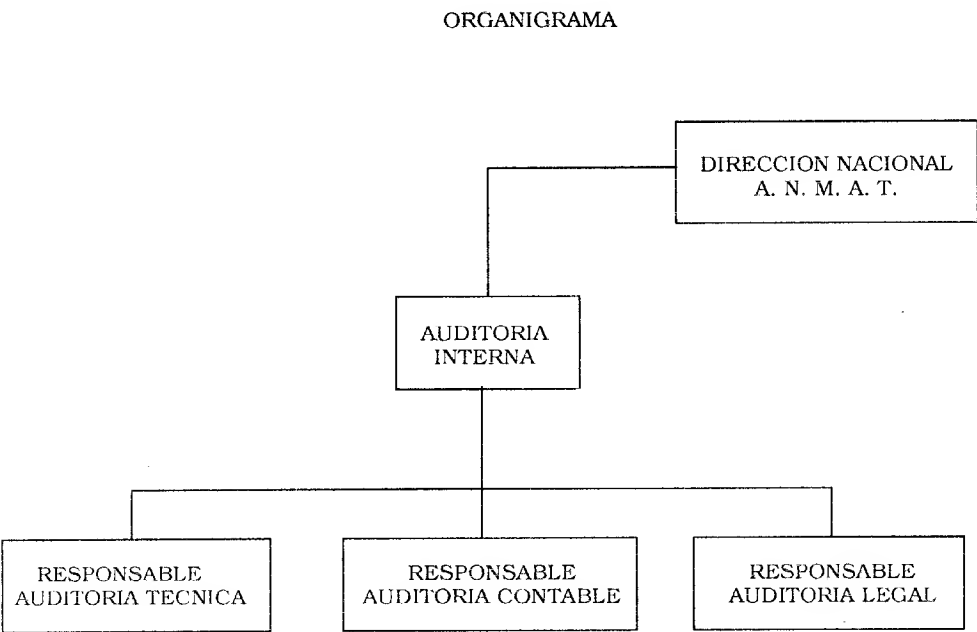 ORGANIGRAMA
DIRECCION NACIONAL
A. N. M. A. T.
AUDITORIA
INTERNA
RESPONSABLE
AUDITORIA TECNICA
RESPONSABLE
AUDITORIA CONTABLE
RESPONSABLE
AUDITORIA LEGAL